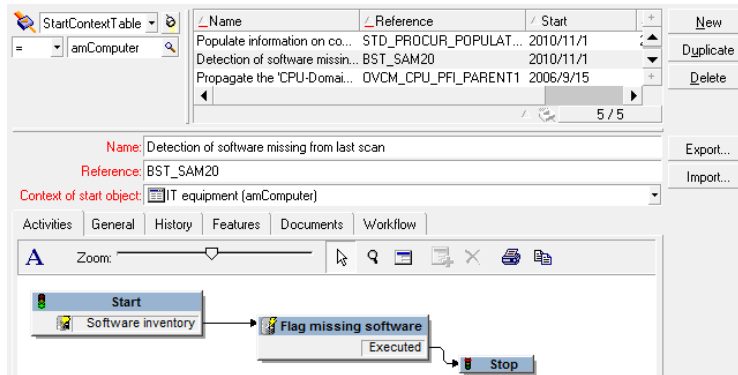 StartContextTable
= amComputer
Name Reference Start
Populate information on co... STD_PROCUR_POPULAT... 2010/11/1
Detection of software missin... BST_SAM20 2010/11/1
Propagate the 'CPU-Domai... OVCM_CPU_PFI_PARENT1 2006/9/15
5/5
New
Duplicate
Delete
Export...
Import...
Name: Detection of software missing from last scan
Reference: BST_SAM20
Context of start object: IT equipment (amComputer)
Activities General History Features Documents Workflow
A Zoom:
Start
Software inventory
Flag missing software
Executed
Stop